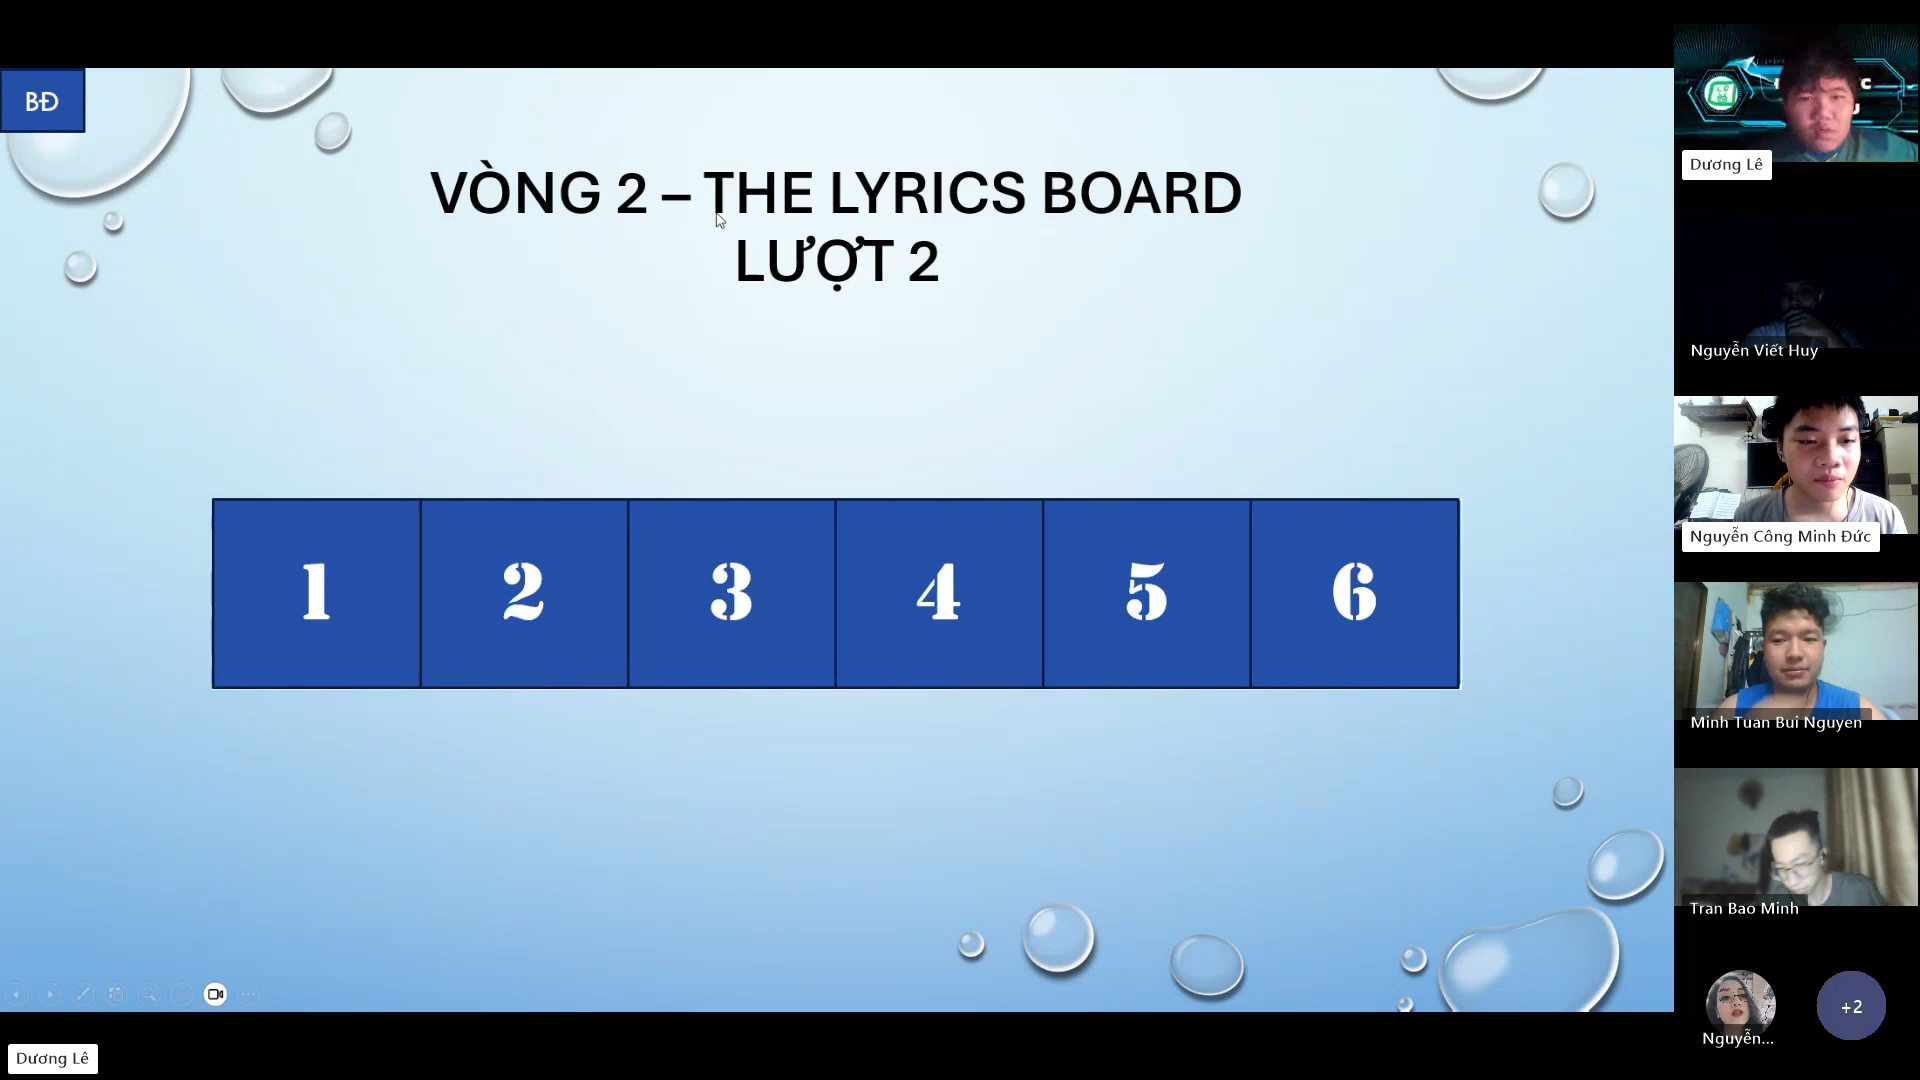 BĐ
VÒNG 2 – THE LYRICS BOARD
LƯỢT 2
1 2 3 4 5 6
Dương Lê
Nguyễn Viết Huy
Nguyễn Công Minh Đức
Minh Tuan Bui Nguyen
Tran Bao Minh
Nguyễn...
+2
Dương Lê